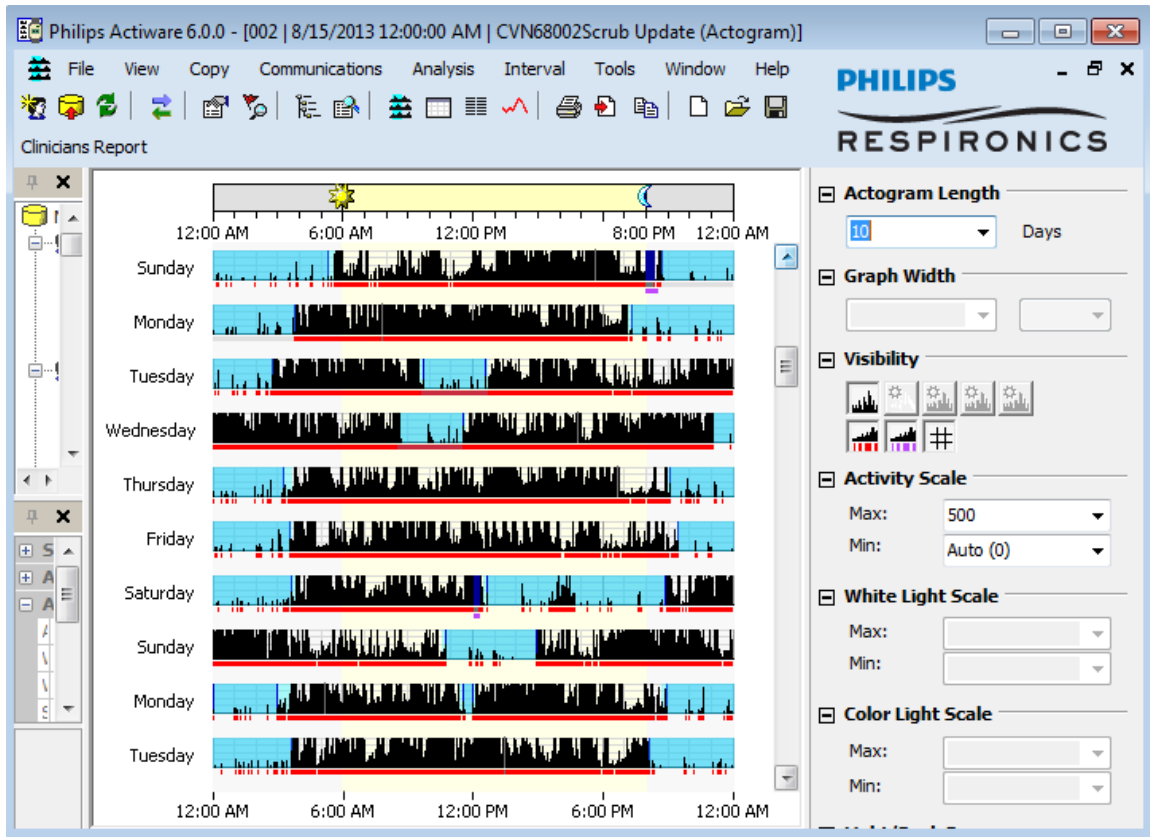 Philips Actiware 6.0.0 - [002 | 8/15/2013 12:00:00 AM | CVN68002Scrub Update (Actogram)]
File View Copy Communications Analysis Interval Tools Window Help
PHILIPS
RESPIRONICS
Clinicians Report
12:00 AM 6:00 AM 12:00 PM 8:00 PM 12:00 AM
Sunday
Monday
Tuesday
Wednesday
Thursday
Friday
Saturday
Sunday
Monday
Tuesday
12:00 AM 6:00 AM 12:00 PM 6:00 PM 12:00 AM
Actogram Length
10 Days
Graph Width
Visibility
Activity Scale
Max: 500
Min: Auto (0)
White Light Scale
Max:
Min:
Color Light Scale
Max:
Min: